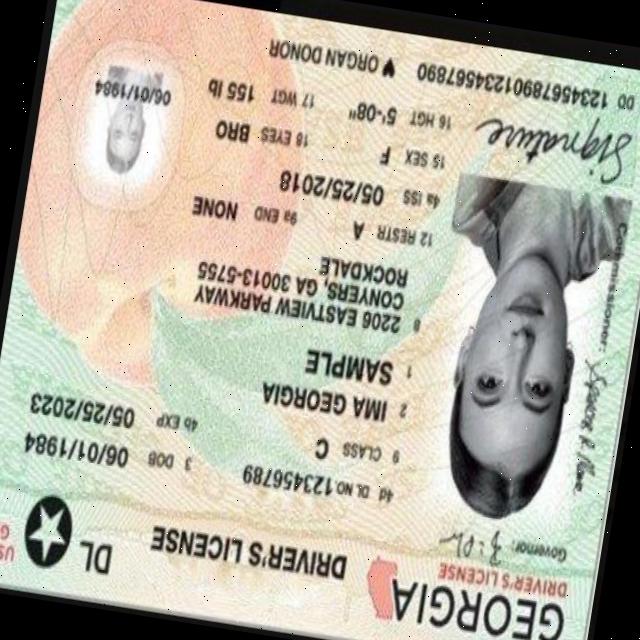 GEORGIA
DRIVER'S LICENSE
DRIVER'S LICENSE
DL
Governor:
4d DL NO. 123456789
3 DOB 06/01/1984
9 CLASS C
4b EXP 05/25/2023
2 IMA GEORGIA
1 SAMPLE
8 2206 EASTVIEW PARKWAY
CONYERS, GA 30013-5755
ROCKDALE
12 RESTR A
9a END NONE
4a ISS 05/25/2018
15 SEX F
18 EYES BRO
16 HGT 5'-08"
17 WGT 155 lb
Commissioner:
Signature
06/01/1984
DD 1234567890123456789 0
ORGAN DONOR